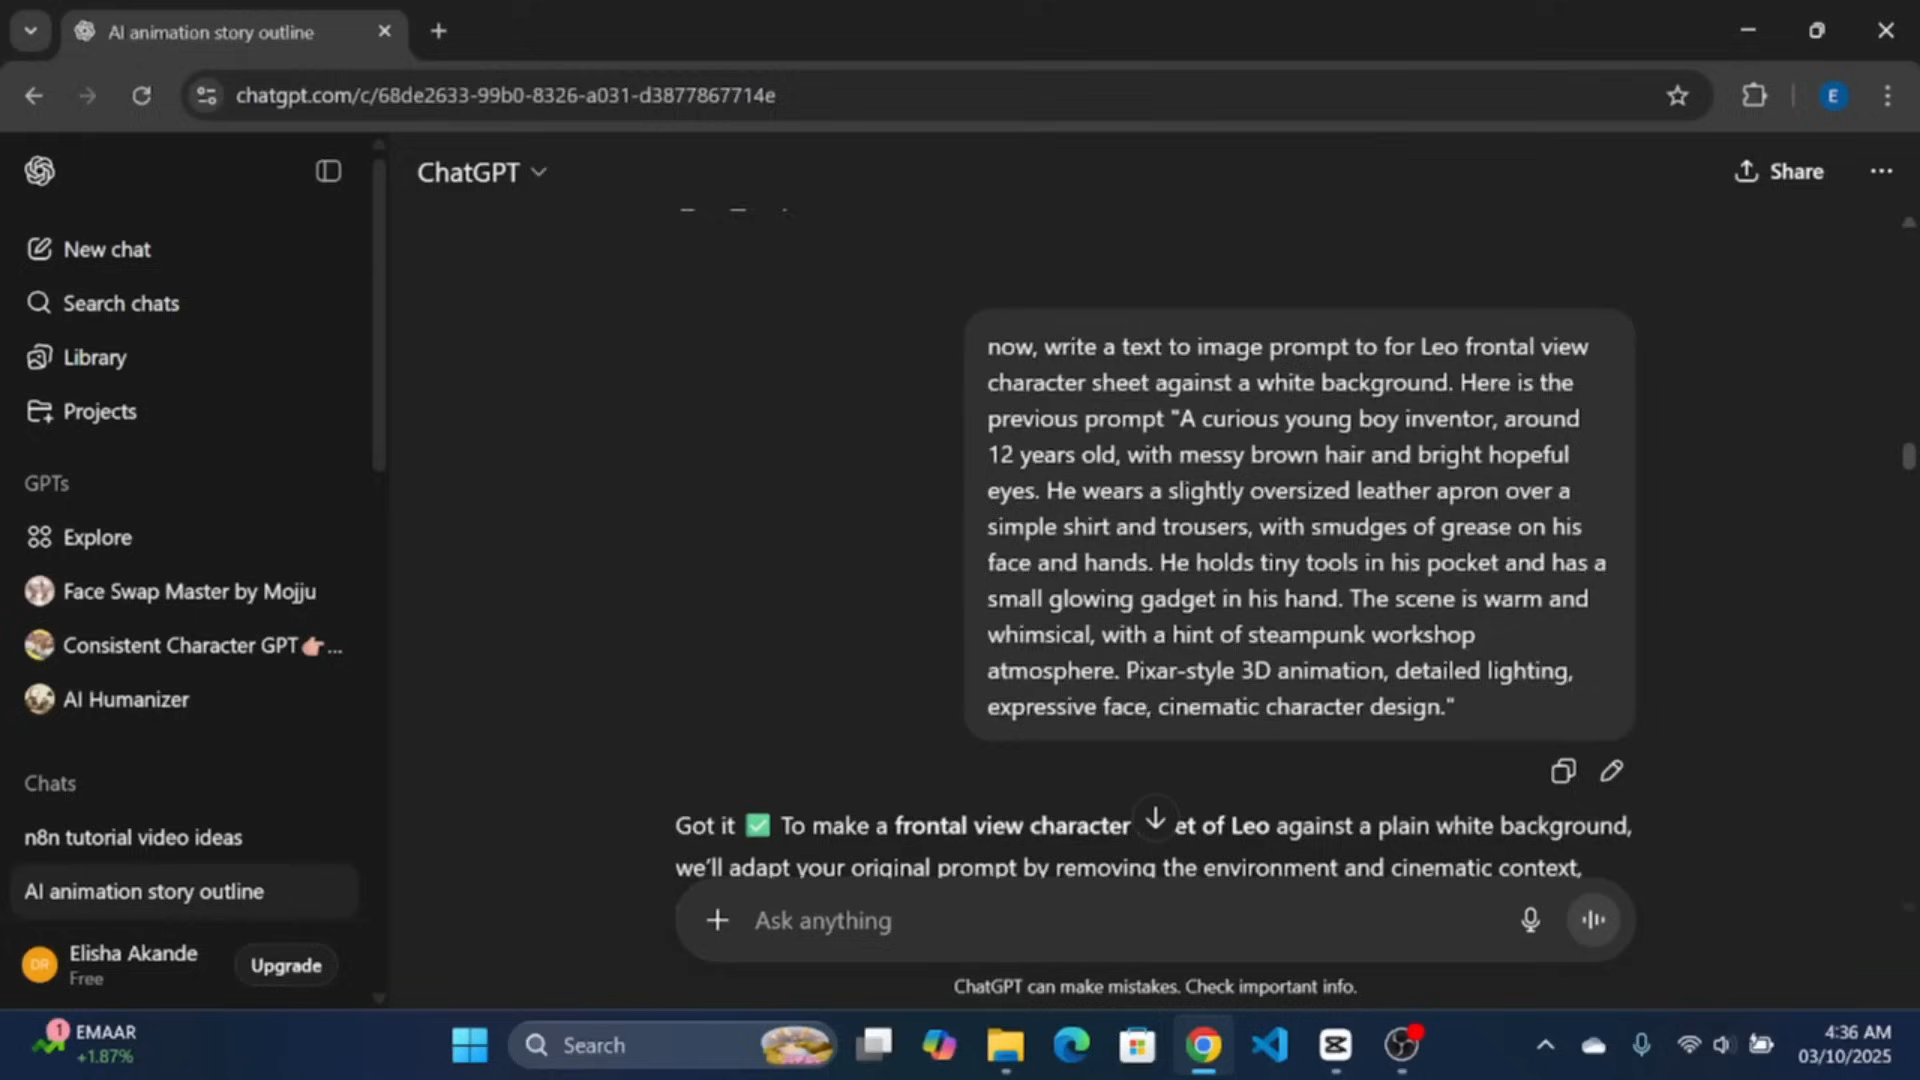 AI animation story outline
chatgpt.com/c/68de2633-99b0-8326-a031-d3877867714e
E
ChatGPT
Share
New chat
Search chats
Library
Projects
GPTs
Explore
Face Swap Master by Mojju
Consistent Character GPT👉...
AI Humanizer
Chats
n8n tutorial video ideas
AI animation story outline
DR
Elisha Akande
Free
Upgrade
now, write a text to image prompt to for Leo frontal view
character sheet against a white background. Here is the
previous prompt "A curious young boy inventor, around
12 years old, with messy brown hair and bright hopeful
eyes. He wears a slightly oversized leather apron over a
simple shirt and trousers, with smudges of grease on his
face and hands. He holds tiny tools in his pocket and has a
small glowing gadget in his hand. The scene is warm and
whimsical, with a hint of steampunk workshop
atmosphere. Pixar-style 3D animation, detailed lighting,
expressive face, cinematic character design."
Got it ✅ To make a frontal view character et of Leo against a plain white background,
we'll adapt your original prompt by removing the environment and cinematic context,
Ask anything
ChatGPT can make mistakes. Check important info.
1
EMAAR
+1.87%
Search
4:36 AM
03/10/2025